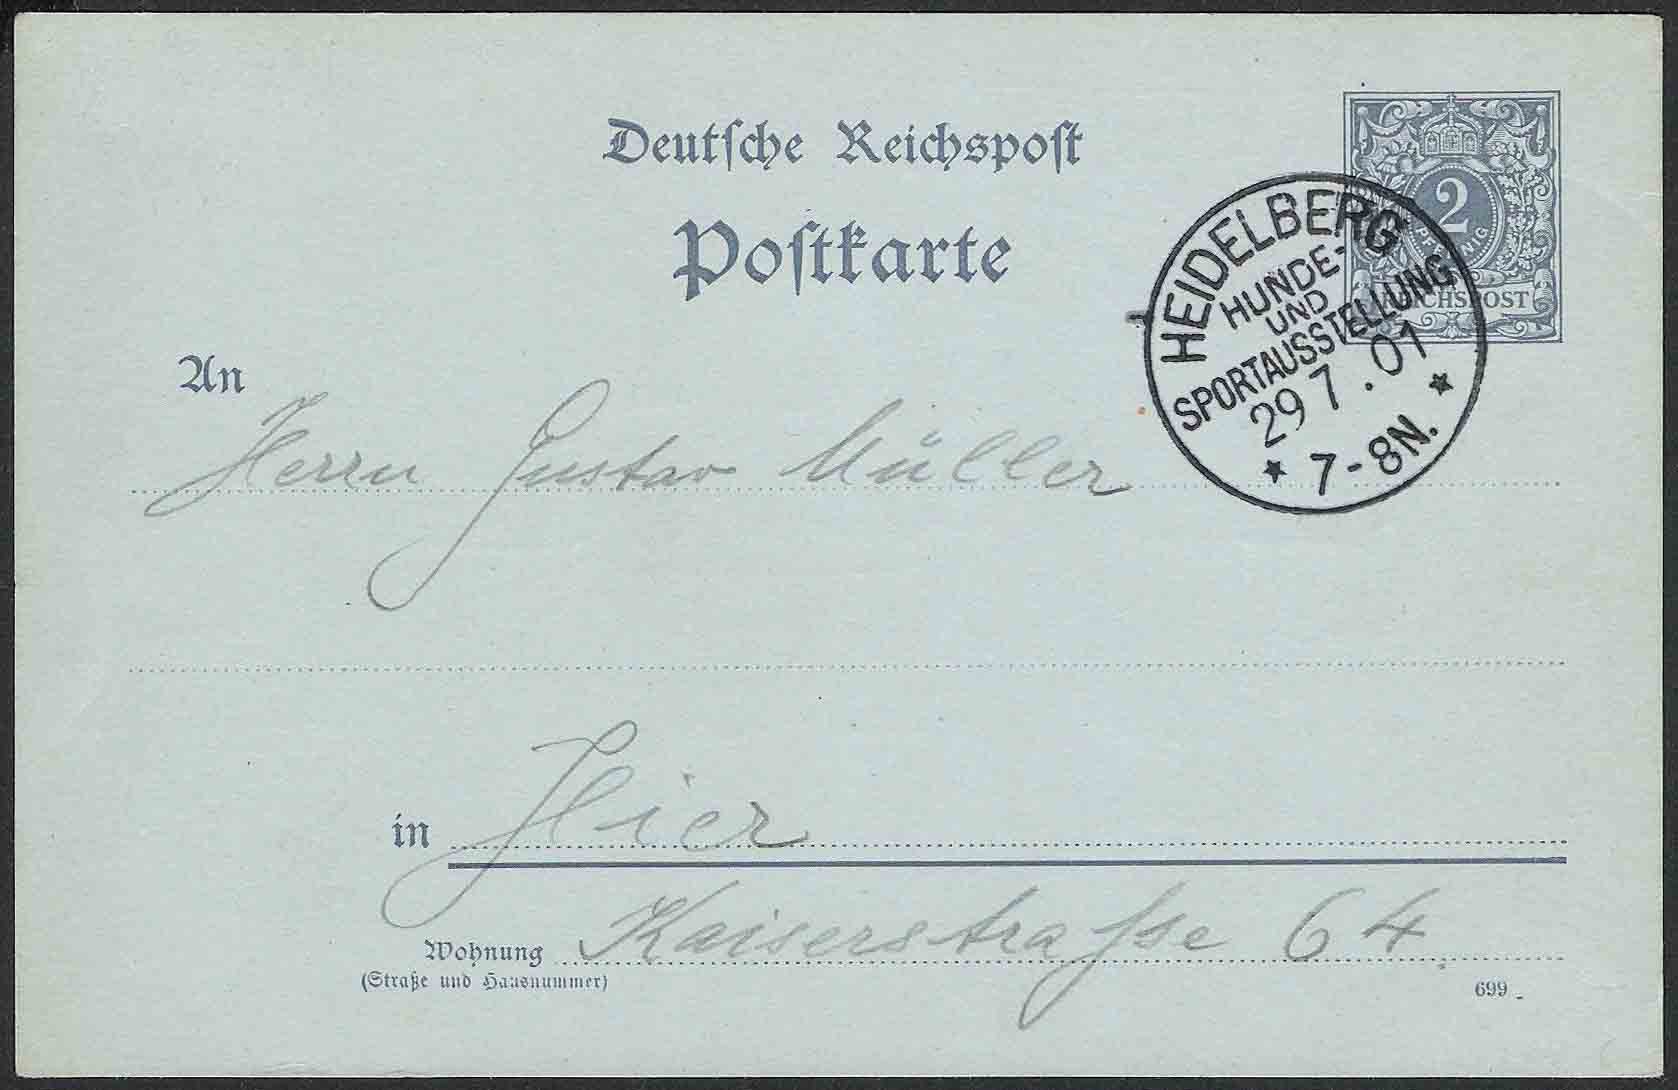 Deutſche Reichspoſt
Poſtkarte
2
PFENNIG
REICHSPOST
HEIDELBERG
HUNDE-
UND
SPORTAUSSTELLUNG
29 7.01
★ 7-8N. ★
An
Herrn Gustav Müller
in Hier
Wohnung Kaiserstraſse 64
(Straße und Hausnummer)
699